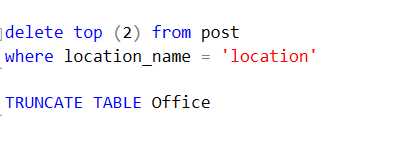 delete top (2) from post
where location_name = 'location'
TRUNCATE TABLE Office